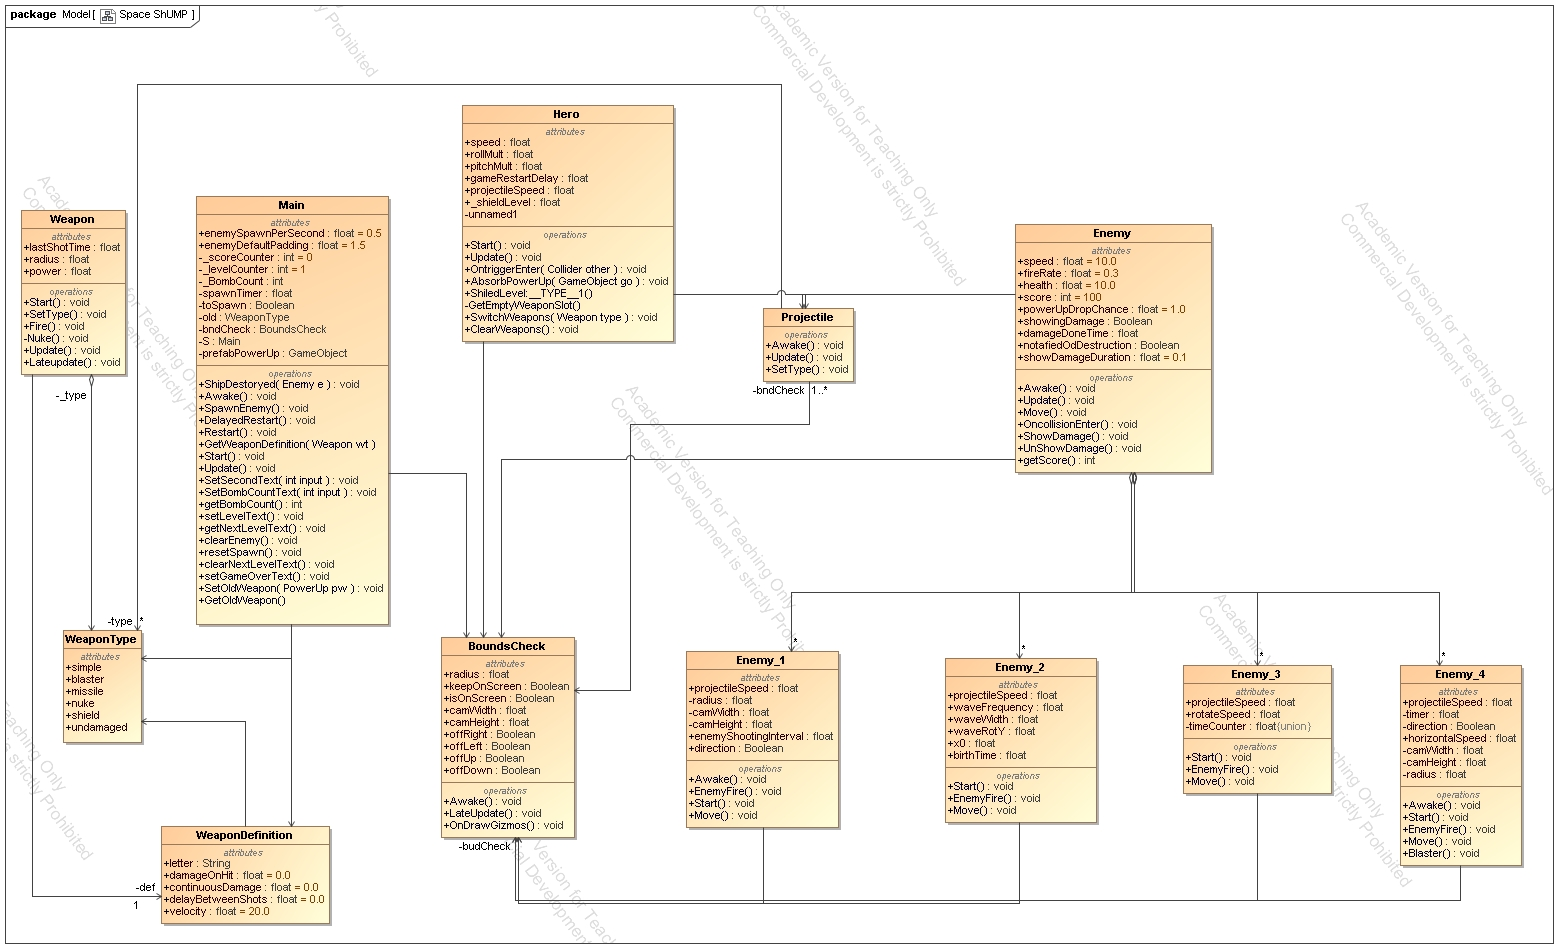 package Model[ Space ShUMP ]
Academic Version for Teaching Only
Commercial Development is strictly Prohibited
Hero
attributes
+speed : float
+rollMult : float
+pitchMult : float
+gameRestartDelay : float
+projectileSpeed : float
+_shieldLevel : float
-unnamed1
operations
+Start() : void
+Update() : void
+OntriggerEnter( Collider other ) : void
+AbsorbPowerUp( GameObject go ) : void
+ShiledLevel:__TYPE__1()
-GetEmptyWeaponSlot()
+SwitchWeapons( Weapon type ) : void
+ClearWeapons() : void
Weapon
attributes
+lastShotTime : float
+radius : float
+power : float
operations
+Start() : void
+SetType() : void
+Fire() : void
-Nuke() : void
+Update() : void
+Lateupdate() : void
-_type
Main
attributes
+enemySpawnPerSecond : float = 0.5
+enemyDefaultPadding : float = 1.5
-_scoreCounter : int = 0
-_levelCounter : int = 1
-_BombCount : int
-spawnTimer : float
-toSpawn : Boolean
-old : WeaponType
-bndCheck : BoundsCheck
-S : Main
-prefabPowerUp : GameObject
operations
+ShipDestoryed( Enemy e ) : void
+Awake() : void
+SpawnEnemy() : void
+DelayedRestart() : void
+Restart() : void
+GetWeaponDefinition( Weapon wt )
+Start() : void
+Update() : void
+SetSecondText( int input ) : void
+SetBombCountText( int input ) : void
+getBombCount() : int
+setLevelText() : void
+getNextLevelText() : void
+clearEnemy() : void
+resetSpawn() : void
+clearNextLevelText() : void
+setGameOverText() : void
+SetOldWeapon( PowerUp pw ) : void
+GetOldWeapon()
Projectile
operations
+Awake() : void
+Update() : void
+SetType() : void
-bndCheck 1..*
Enemy
attributes
+speed : float = 10.0
+fireRate : float = 0.3
+health : float = 10.0
+score : int = 100
+powerUpDropChance : float = 1.0
+showingDamage : Boolean
+damageDoneTime : float
+notafiedOdDestruction : Boolean
+showDamageDuration : float = 0.1
operations
+Awake() : void
+Update() : void
+Move() : void
+OncollisionEnter() : void
+ShowDamage() : void
+UnShowDamage() : void
+getScore() : int
-type *
WeaponType
attributes
+simple
+blaster
+missile
+nuke
+shield
+undamaged
WeaponDefinition
attributes
+letter : String
+damageOnHit : float = 0.0
+continuousDamage : float = 0.0
+delayBetweenShots : float = 0.0
+velocity : float = 20.0
-def
1
BoundsCheck
attributes
+radius : float
+keepOnScreen : Boolean
+isOnScreen : Boolean
+camWidth : float
+camHeight : float
+offRight : Boolean
+offLeft : Boolean
+offUp : Boolean
+offDown : Boolean
operations
+Awake() : void
+LateUpdate() : void
+OnDrawGizmos() : void
-budCheck
*
Enemy_1
attributes
+projectileSpeed : float
-radius : float
-camWidth : float
-camHeight : float
+enemyShootingInterval : float
+direction : Boolean
operations
+Awake() : void
+EnemyFire() : void
+Start() : void
+Move() : void
*
Enemy_2
attributes
+projectileSpeed : float
+waveFrequency : float
+waveWidth : float
+waveRotY : float
+x0 : float
+birthTime : float
operations
+Start() : void
+EnemyFire() : void
+Move() : void
*
Enemy_3
attributes
+projectileSpeed : float
+rotateSpeed : float
-timeCounter : float{union}
operations
+Start() : void
+EnemyFire() : void
+Move() : void
*
Enemy_4
attributes
+projectileSpeed : float
-timer : float
-direction : Boolean
+horizontalSpeed : float
-camWidth : float
-camHeight : float
-radius : float
operations
+Awake() : void
+Start() : void
+EnemyFire() : void
+Move() : void
+Blaster() : void